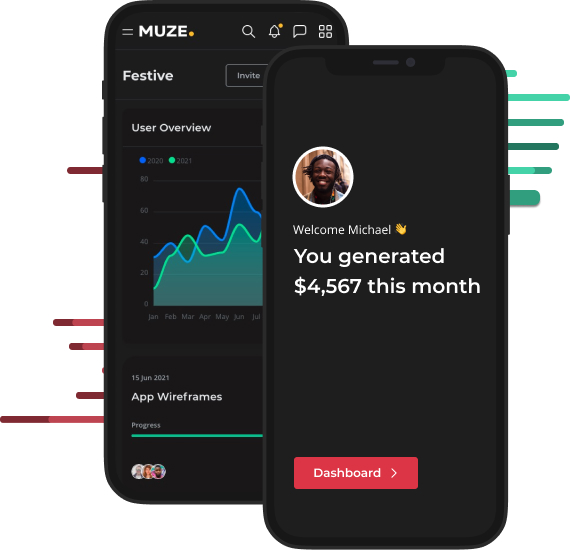 MUZE.
Festive
Invite
User Overview
2020 2021
80
60
40
20
0
Jan Feb Mar Apr May Jun Jul
15 Jun 2021
App Wireframes
Progress
Welcome Michael 👋
You generated
$4,567 this month
Dashboard